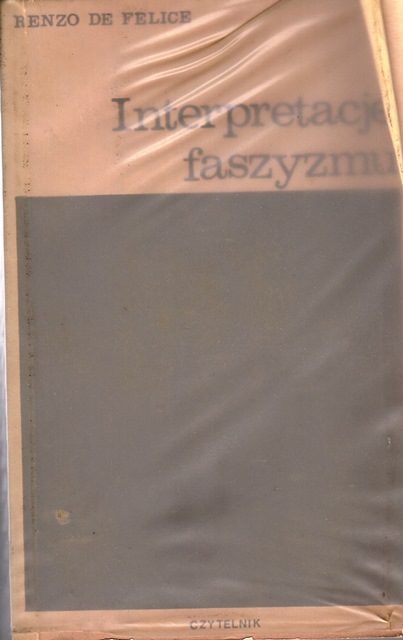 RENZO DE FELICE
Interpretacje
faszyzmu
CZYTELNIK